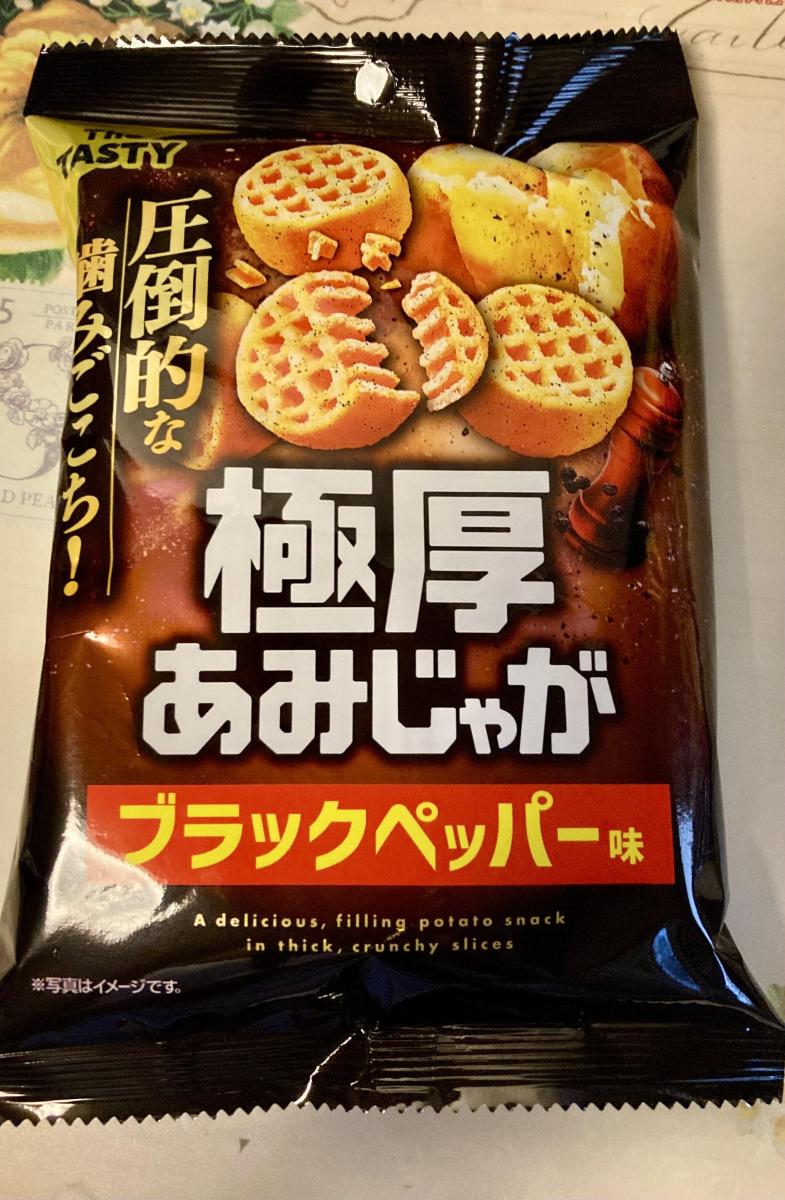 TASTY
圧倒的な
歯みごこち！
極厚
あみじゃが
ブラックペッパー味
A delicious, filling potato snack
in thick, crunchy slices
※写真はイメージです。